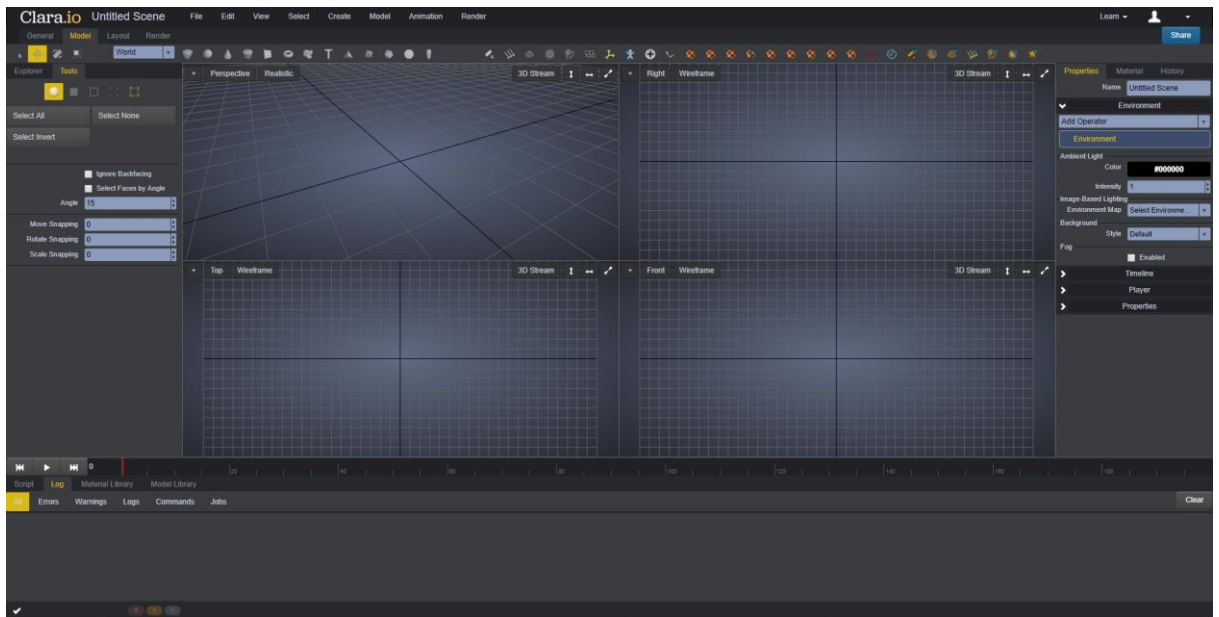 Clara.io Untitled Scene File Edit View Select Create Model Animation Render Learn
General Model Layout Render Share
World
Explorer Tools
Select All Select None
Select Invert
Ignore Backfacing
Select Faces by Angle
Angle 15
Move Snapping 0
Rotate Snapping 0
Scale Snapping 0
+ Perspective Realistic 3D Stream
+ Right Wireframe 3D Stream
+ Top Wireframe 3D Stream
+ Front Wireframe 3D Stream
Properties Material History
Name Untitled Scene
Environment
Add Operator
Environment
Ambient Light
Color #000000
Intensity 1
Image-Based Lighting
Environment Map Select Environme...
Background
Style Default
Fog
Enabled
Timeline
Player
Properties
0 20 40 60 80 100 120 140 160 180
Script Log Material Library Model Library
All Errors Warnings Logs Commands Jobs Clear